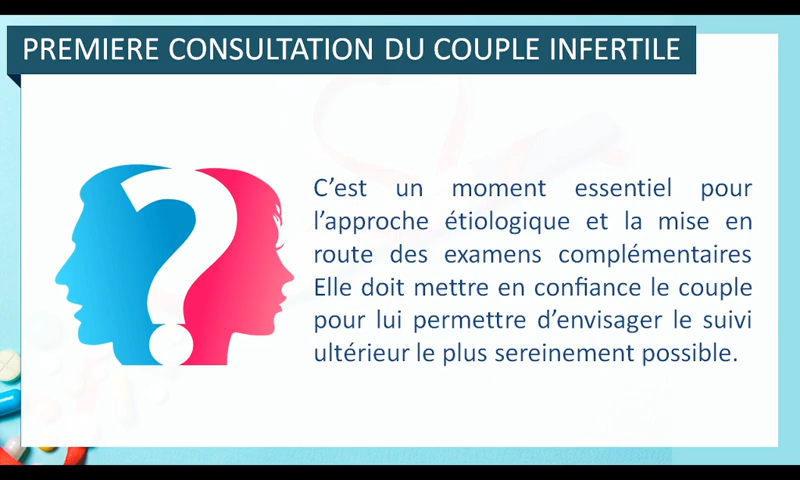 PREMIERE CONSULTATION DU COUPLE INFERTILE
C’est un moment essentiel pour
l’approche étiologique et la mise en
route des examens complémentaires
Elle doit mettre en confiance le couple
pour lui permettre d’envisager le suivi
ultérieur le plus sereinement possible.